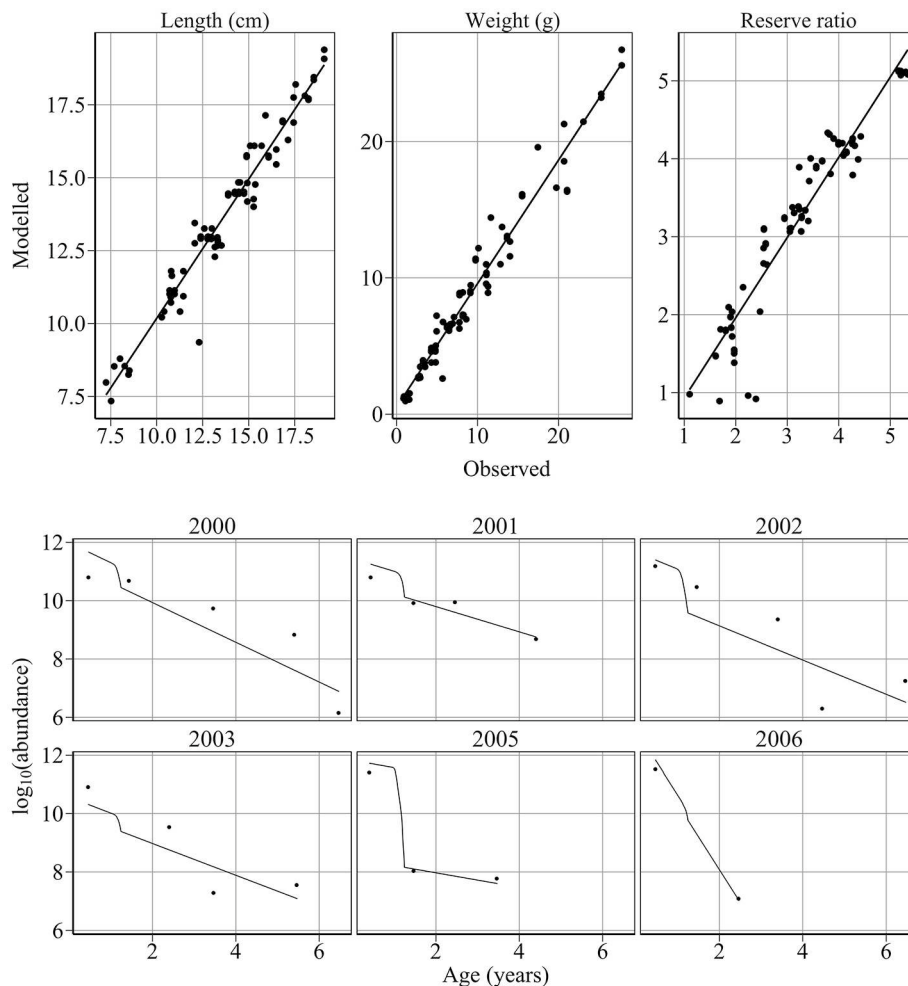 Length (cm) Weight (g) Reserve ratio
17.5 20 5
15.0 4
12.5 10 3
10.0 2
7.5 0 1
7.5 10.0 12.5 15.0 17.5 0 10 20 1 2 3 4 5
Modelled
Observed
2000 2001 2002
12
10
8
6
2003 2005 2006
12
10
8
6
2 4 6 2 4 6 2 4 6
log₁₀(abundance)
Age (years)